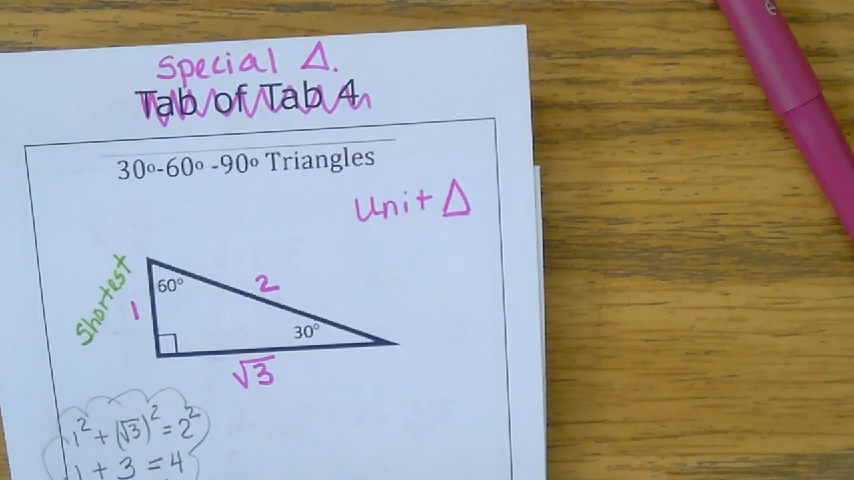 Special Δ.
Tab of Tab 4
30°-60°-90° Triangles
Unit Δ
Shortest
60°
2
1
30°
√3
1² + (√3)² = 2²
1 + 3 = 4